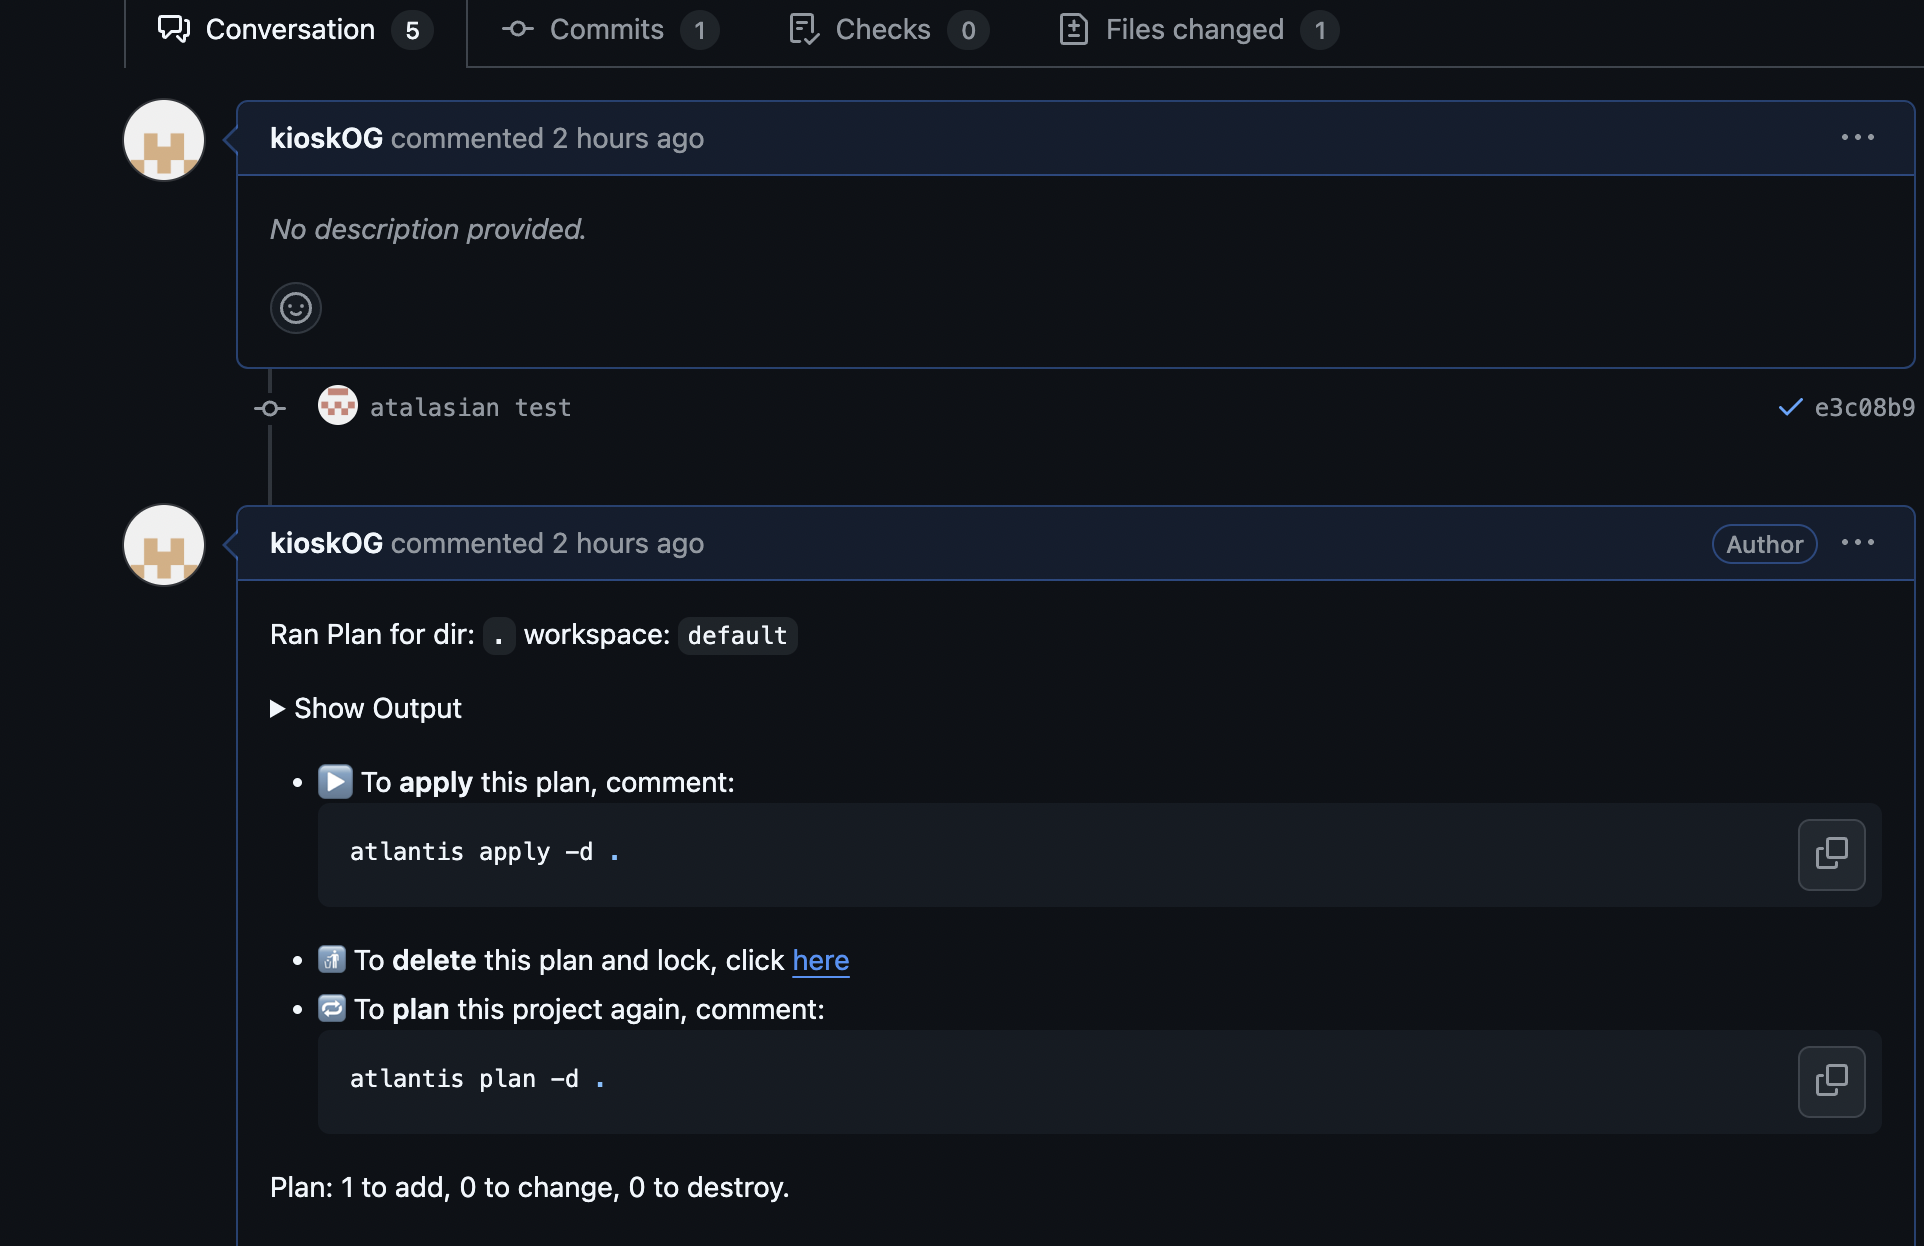 Conversation 5 Commits 1 Checks 0 Files changed 1
kioskOG commented 2 hours ago
No description provided.
atalasian test e3c08b9
kioskOG commented 2 hours ago Author
Ran Plan for dir: . workspace: default
Show Output
To apply this plan, comment:
atlantis apply -d .
To delete this plan and lock, click here
To plan this project again, comment:
atlantis plan -d .
Plan: 1 to add, 0 to change, 0 to destroy.